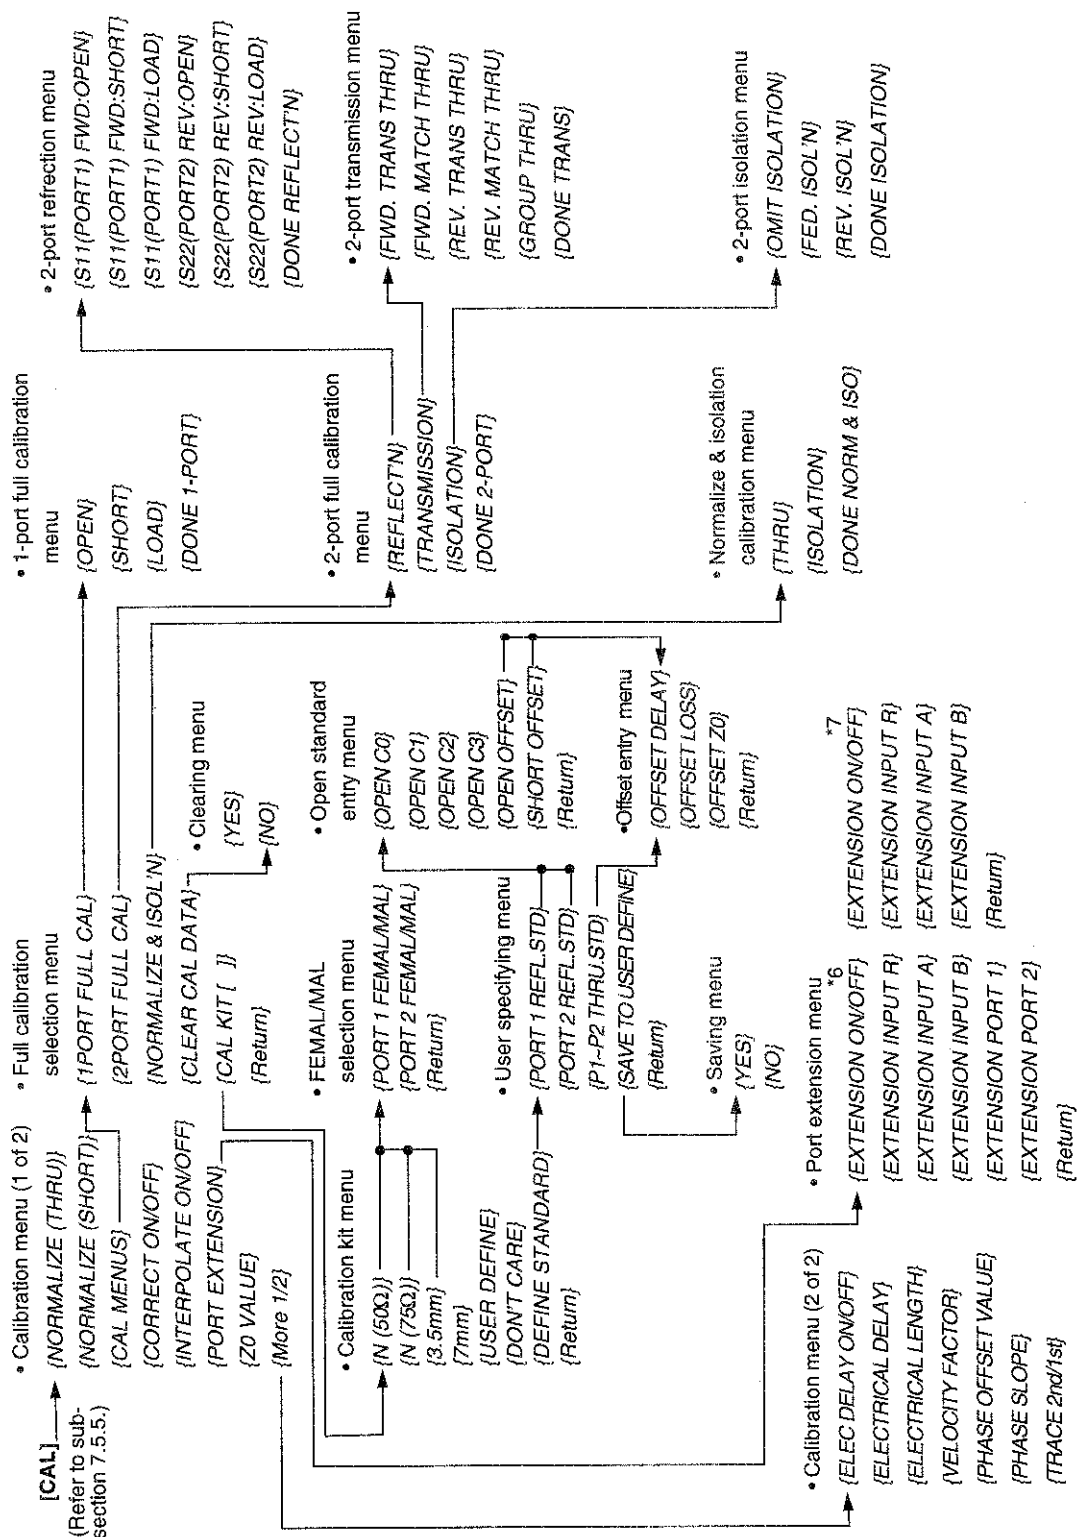 [CAL]
(Refer to sub-
section 7.5.5.)
• Calibration menu (1 of 2)
{NORMALIZE (THRU)}
{NORMALIZE (SHORT)}
{CAL MENUS}
{CORRECT ON/OFF}
{INTERPOLATE ON/OFF}
{PORT EXTENSION}
{Z0 VALUE}
{More 1/2}
• Full calibration
selection menu
{1PORT FULL CAL}
{2PORT FULL CAL}
{NORMALIZE & ISOL'N}
{CLEAR CAL DATA}
{CAL KIT [ ]}
{Return}
• Clearing menu
{YES}
{NO}
• 1-port full calibration
menu
{OPEN}
{SHORT}
{LOAD}
{DONE 1-PORT}
• 2-port full calibration
menu
{REFLECT'N}
{TRANSMISSION}
{ISOLATION}
{DONE 2-PORT}
• Normalize & isolation
calibration menu
{THRU}
{ISOLATION}
{DONE NORM & ISO}
• 2-port refrection menu
{S11(PORT1) FWD:OPEN}
{S11(PORT1) FWD:SHORT}
{S11(PORT1) FWD:LOAD}
{S22(PORT2) REV:OPEN}
{S22(PORT2) REV:SHORT}
{S22(PORT2) REV:LOAD}
{DONE REFLECT'N}
• 2-port transmission menu
{FWD. TRANS THRU}
{FWD. MATCH THRU}
{REV. TRANS THRU}
{REV. MATCH THRU}
{GROUP THRU}
{DONE TRANS}
• 2-port isolation menu
{OMIT ISOLATION}
{FED. ISOL'N}
{REV. ISOL'N}
{DONE ISOLATION}
• Calibration kit menu
{N (50Ω)}
{N (75Ω)}
{3.5mm}
{7mm}
{USER DEFINE}
{DON'T CARE}
{DEFINE STANDARD}
{Return}
• FEMAL/MAL
selection menu
{PORT 1 FEMAL/MAL}
{PORT 2 FEMAL/MAL}
{Return}
• User specifying menu
{PORT 1 REFL.STD}
{PORT 2 REFL.STD}
{P1~P2 THRU.STD}
{SAVE TO USER DEFINE}
{Return}
• Saving menu
{YES}
{NO}
• Open standard
entry menu
{OPEN C0}
{OPEN C1}
{OPEN C2}
{OPEN C3}
{OPEN OFFSET}
{SHORT OFFSET}
{Return}
•Offset entry menu
{OFFSET DELAY}
{OFFSET LOSS}
{OFFSET Z0}
{Return}
• Calibration menu (2 of 2)
{ELEC DELAY ON/OFF}
{ELECTRICAL DELAY}
{ELECTRICAL LENGTH}
{VELOCITY FACTOR}
{PHASE OFFSET VALUE}
{PHASE SLOPE}
{TRACE 2nd/1st}
• Port extension menu
*6
{EXTENSION ON/OFF}
{EXTENSION INPUT R}
{EXTENSION INPUT A}
{EXTENSION INPUT B}
{EXTENSION PORT 1}
{EXTENSION PORT 2}
{Return}
*7
{EXTENSION ON/OFF}
{EXTENSION INPUT R}
{EXTENSION INPUT A}
{EXTENSION INPUT B}
{Return}